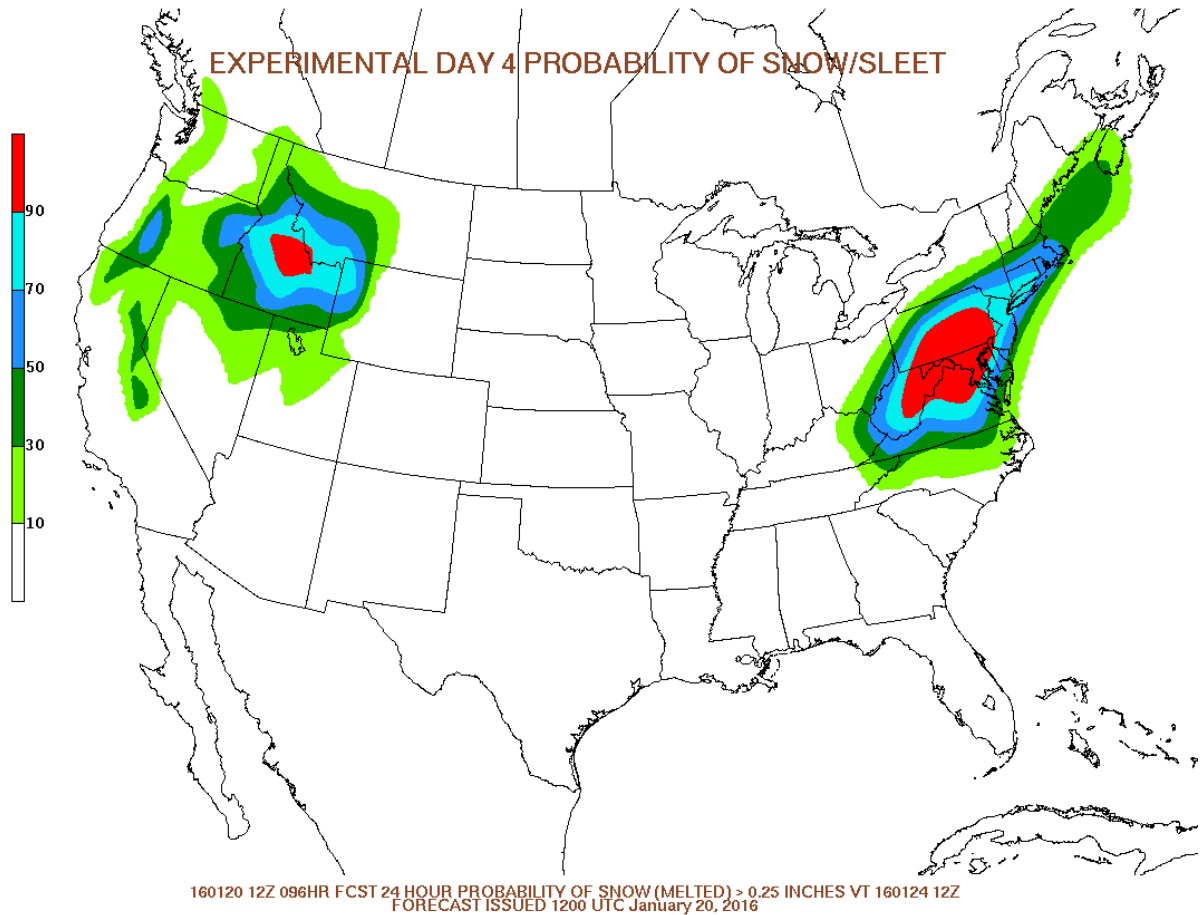 EXPERIMENTAL DAY 4 PROBABILITY OF SNOW/SLEET
90
70
50
30
10
160120 12Z 096HR FCST 24 HOUR PROBABILITY OF SNOW (MELTED) > 0.25 INCHES VT 160124 12Z
FORECAST ISSUED 1200 UTC January 20, 2016